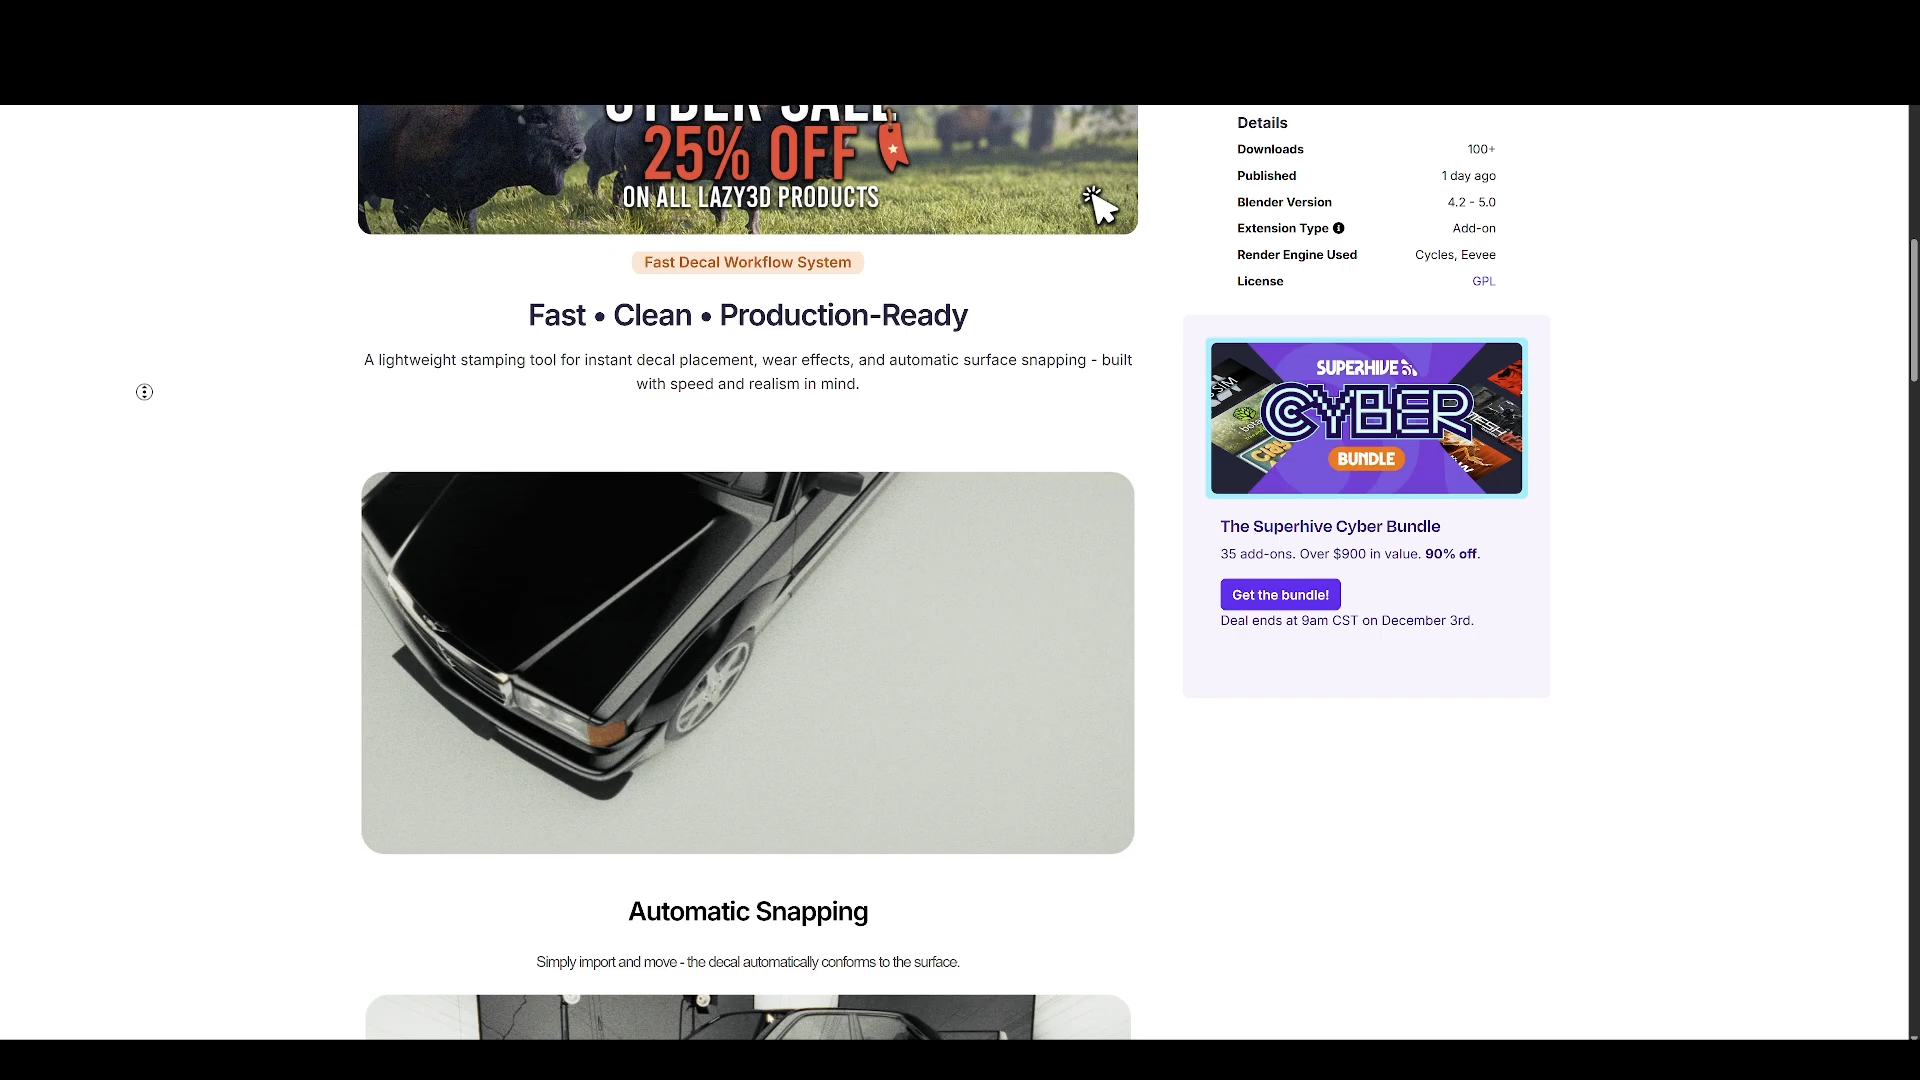 CYBER SALE
25% OFF
ON ALL LAZY3D PRODUCTS
Fast Decal Workflow System
Fast • Clean • Production-Ready
A lightweight stamping tool for instant decal placement, wear effects, and automatic surface snapping - built
with speed and realism in mind.
Automatic Snapping
Simply import and move - the decal automatically conforms to the surface.
Details
Downloads 100+
Published 1 day ago
Blender Version 4.2 - 5.0
Extension Type Add-on
Render Engine Used Cycles, Eevee
License GPL
SUPERHIVE
CYBER
BUNDLE
The Superhive Cyber Bundle
35 add-ons. Over $900 in value. 90% off.
Get the bundle!
Deal ends at 9am CST on December 3rd.